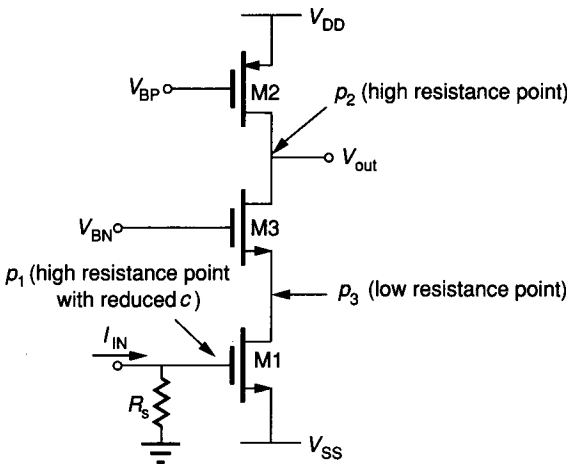 V_DD
V_BP
M2
p_2 (high resistance point)
V_out
V_BN
M3
p_1 (high resistance point
with reduced c)
p_3 (low resistance point)
I_IN
M1
R_s
V_SS